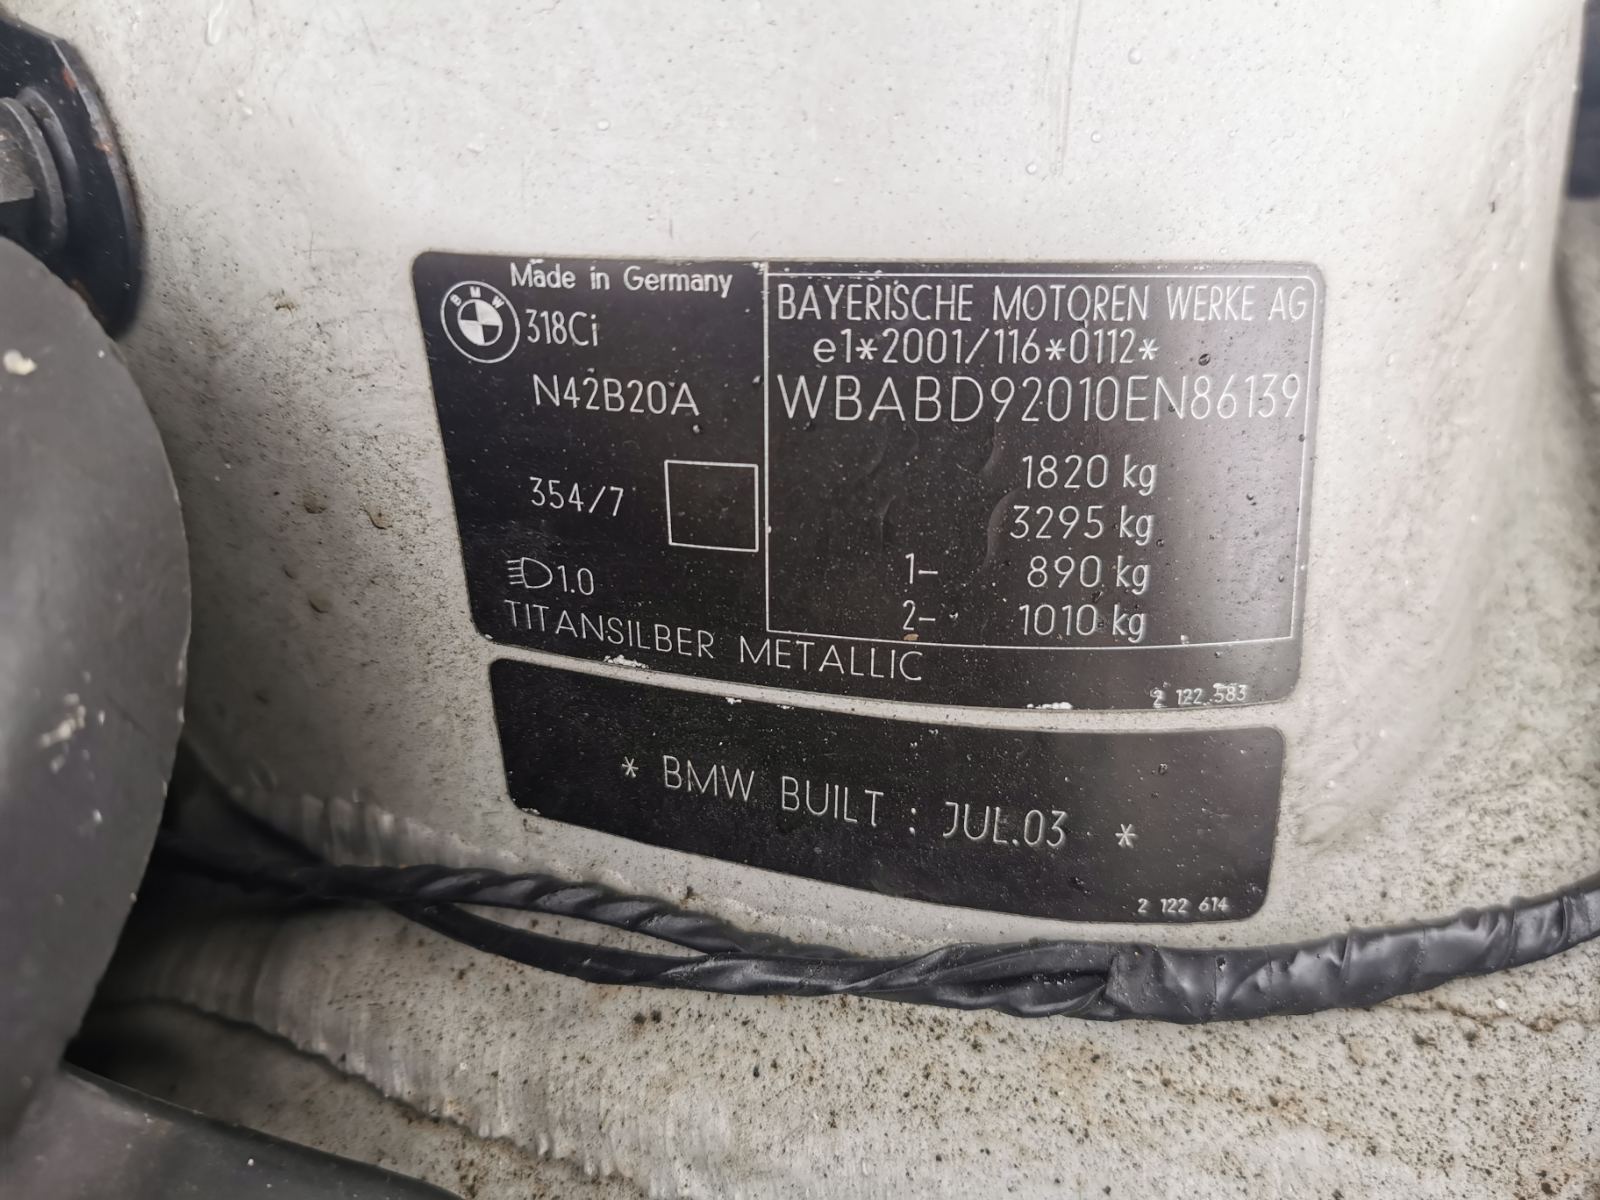 Made in Germany
BMW
318Ci
N42B20A
354/7
1.0
TITANSILBER METALLIC
BAYERISCHE MOTOREN WERKE AG
e1*2001/116*0112*
WBABD92010EN86139
1820 kg
3295 kg
1- 890 kg
2- 1010 kg
2 122 583
* BMW BUILT : JUL.03 *
2 122 614